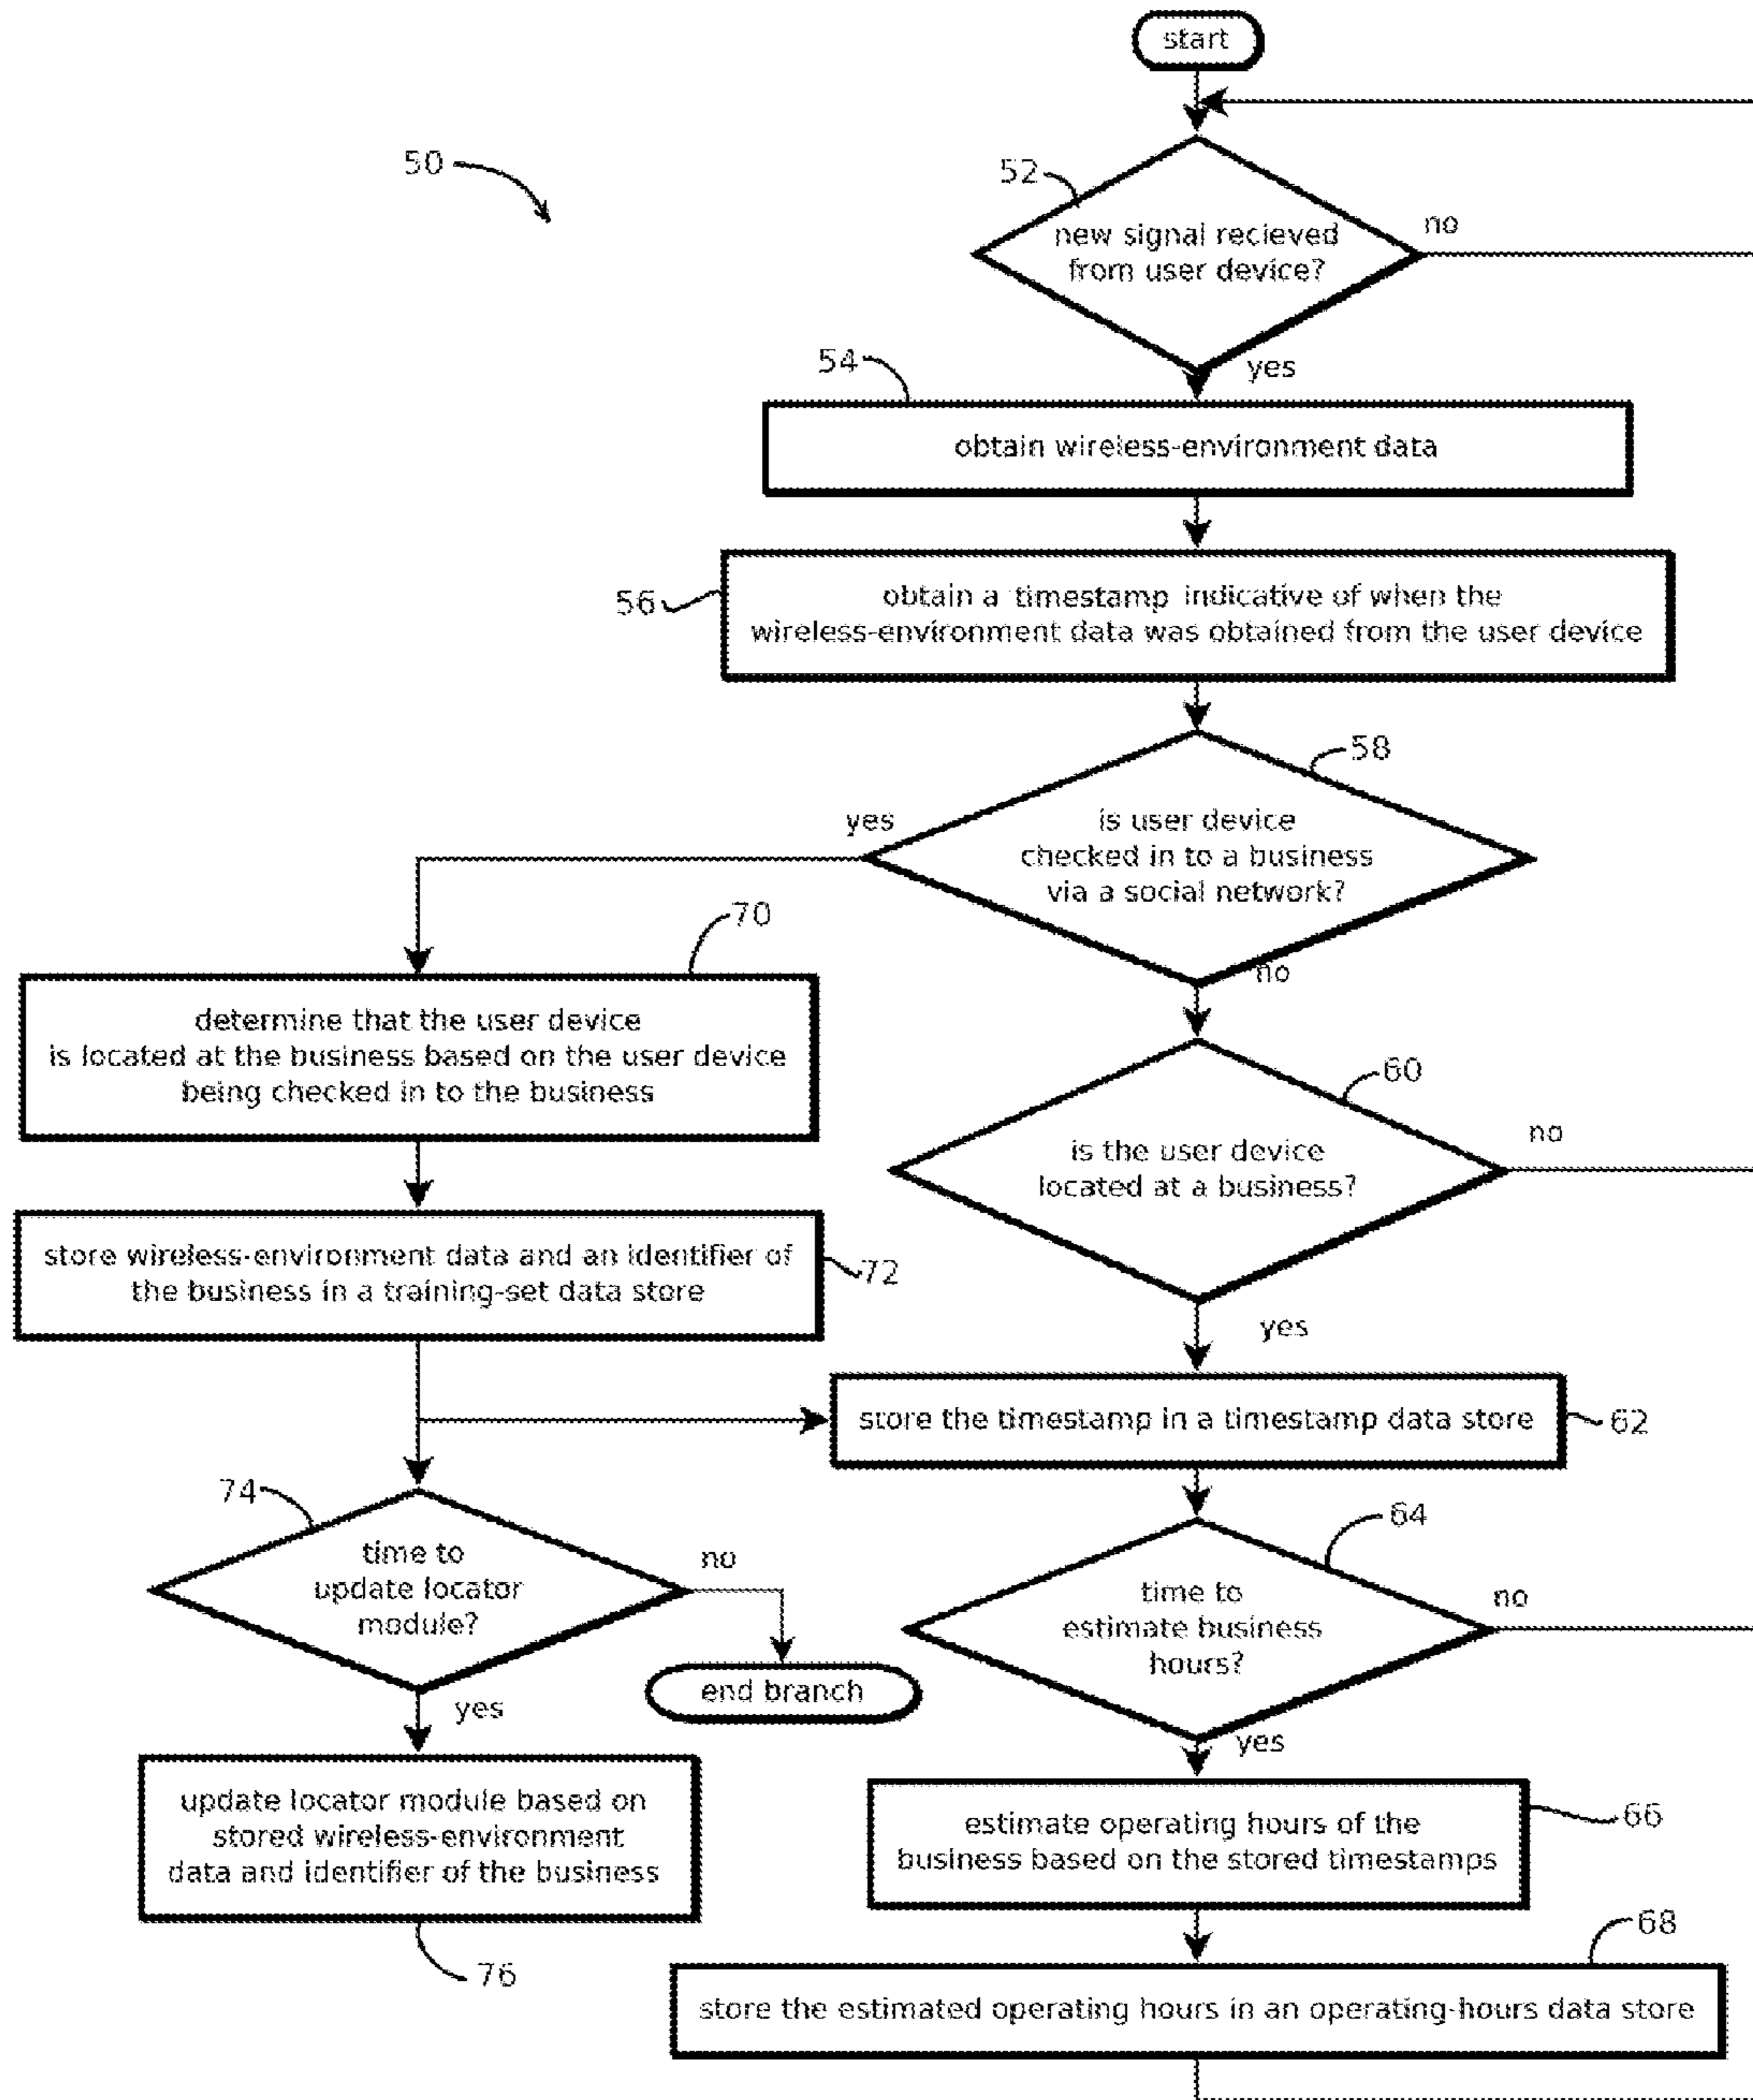 start
50
52
new signal recieved
from user device?
no
yes
54
obtain wireless-environment data
56
obtain a timestamp indicative of when the
wireless-environment data was obtained from the user device
58
is user device
checked in to a business
via a social network?
yes
no
70
determine that the user device
is located at the business based on the user device
being checked in to the business
60
is the user device
located at a business?
no
yes
store wireless-environment data and an identifier of
the business in a training-set data store
72
store the timestamp in a timestamp data store
62
74
time to
update locator
module?
no
yes
end branch
64
time to
estimate business
hours?
no
yes
update locator module based on
stored wireless-environment
data and identifier of the business
76
estimate operating hours of the
business based on the stored timestamps
66
68
store the estimated operating hours in an operating-hours data store